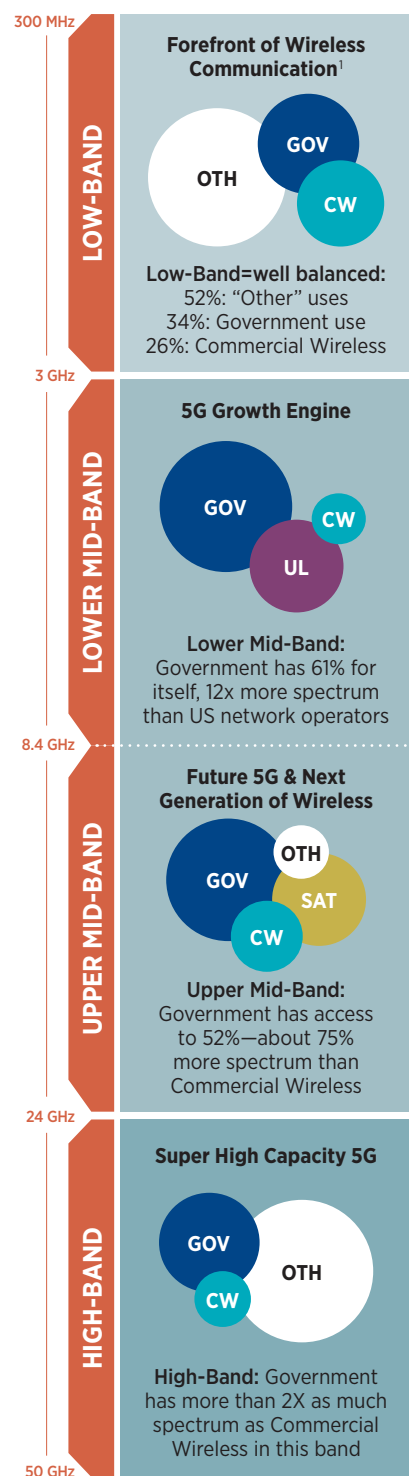 300 MHz
LOW-BAND
Forefront of Wireless
Communication¹
OTH
GOV
CW
Low-Band=well balanced:
52%: “Other” uses
34%: Government use
26%: Commercial Wireless
3 GHz
LOWER MID-BAND
5G Growth Engine
GOV
CW
UL
Lower Mid-Band:
Government has 61% for
itself, 12x more spectrum
than US network operators
8.4 GHz
UPPER MID-BAND
Future 5G & Next
Generation of Wireless
OTH
GOV
SAT
CW
Upper Mid-Band:
Government has access
to 52%—about 75%
more spectrum than
Commercial Wireless
24 GHz
HIGH-BAND
Super High Capacity 5G
GOV
OTH
CW
High-Band: Government
has more than 2X as much
spectrum as Commercial
Wireless in this band
50 GHz